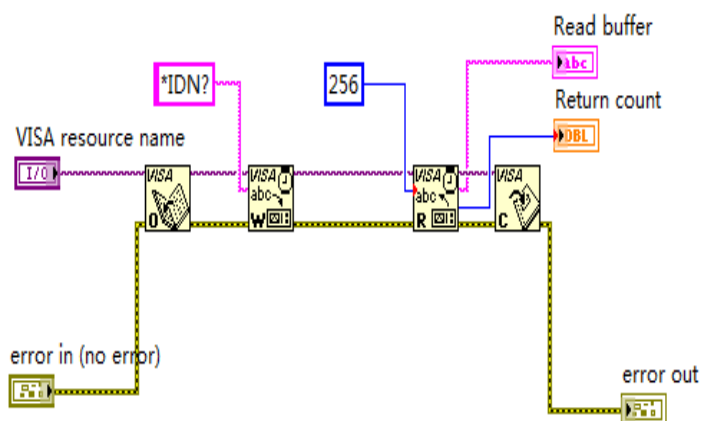 Read buffer
abc
*IDN?
256
Return count
DBL
VISA resource name
I/O
VISA
O
VISA
abc
W
VISA
abc
R
VISA
C
error in (no error)
error out